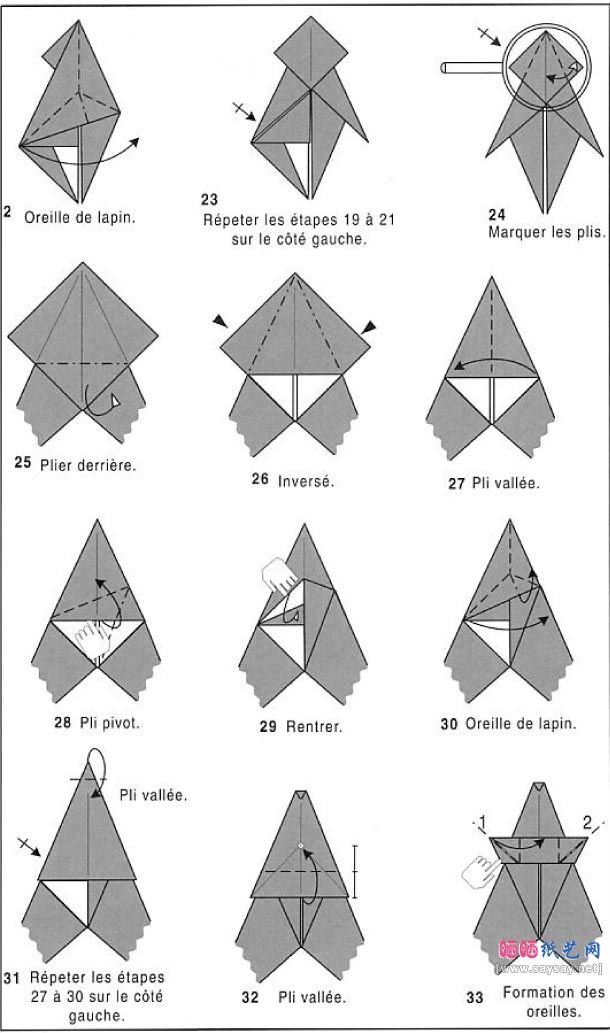 2 Oreille de lapin.
23
Répeter les étapes 19 à 21
sur le côté gauche.
24
Marquer les plis.
25 Plier derrière.
26 Inversé.
27 Pli vallée.
28 Pli pivot.
29 Rentrer.
30 Oreille de lapin.
Pli vallée.
31 Répeter les étapes
27 à 30 sur le côté
gauche.
32 Pli vallée.
1 2
33 Formation des
oreilles.
晒晒纸艺网
www.saysay.net